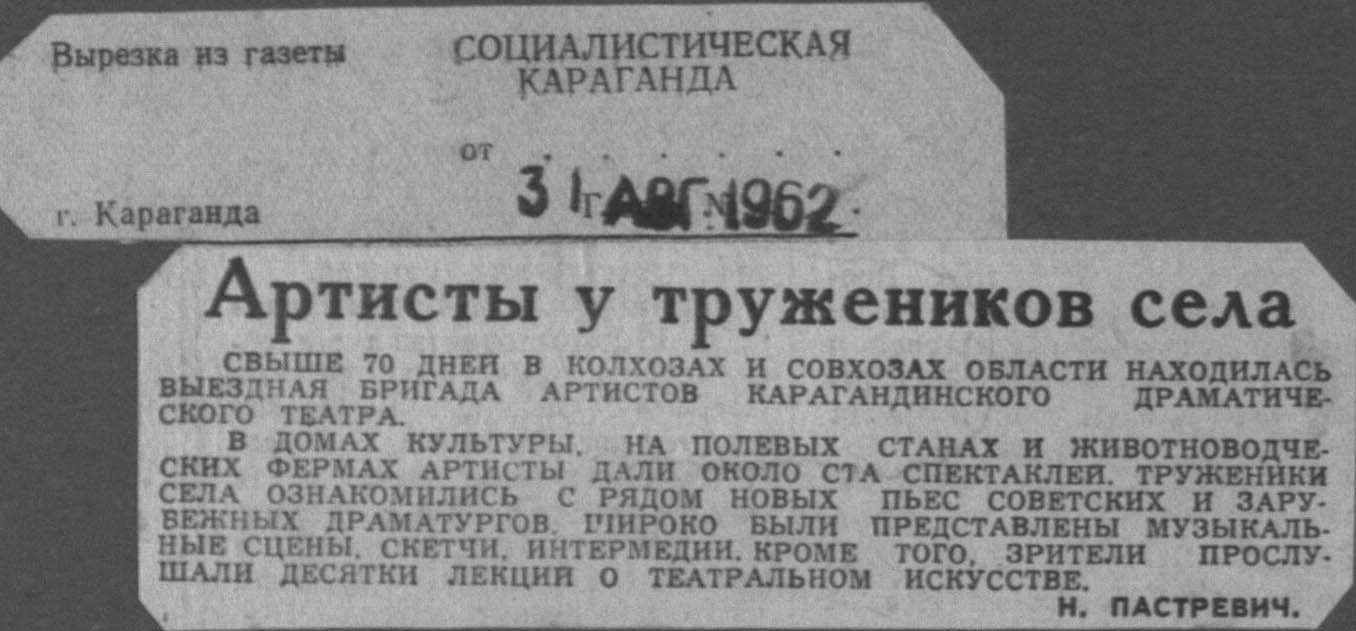 Вырезка из газеты СОЦИАЛИСТИЧЕСКАЯ
КАРАГАНДА
от . . . . . .
31 АВГ 1962
г. Караганда
Артисты у тружеников села
СВЫШЕ 70 ДНЕЙ В КОЛХОЗАХ И СОВХОЗАХ ОБЛАСТИ НАХОДИЛАСЬ
ВЫЕЗДНАЯ БРИГАДА АРТИСТОВ КАРАГАНДИНСКОГО ДРАМАТИЧЕ-
СКОГО ТЕАТРА.
В ДОМАХ КУЛЬТУРЫ, НА ПОЛЕВЫХ СТАНАХ И ЖИВОТНОВОДЧЕ-
СКИХ ФЕРМАХ АРТИСТЫ ДАЛИ ОКОЛО СТА СПЕКТАКЛЕЙ. ТРУЖЕНИКИ
СЕЛА ОЗНАКОМИЛИСЬ С РЯДОМ НОВЫХ ПЬЕС СОВЕТСКИХ И ЗАРУ-
БЕЖНЫХ ДРАМАТУРГОВ. ШИРОКО БЫЛИ ПРЕДСТАВЛЕНЫ МУЗЫКАЛЬ-
НЫЕ СЦЕНЫ, СКЕТЧИ, ИНТЕРМЕДИИ. КРОМЕ ТОГО, ЗРИТЕЛИ ПРОСЛУ-
ШАЛИ ДЕСЯТКИ ЛЕКЦИЙ О ТЕАТРАЛЬНОМ ИСКУССТВЕ.
Н. ПАСТРЕВИЧ.